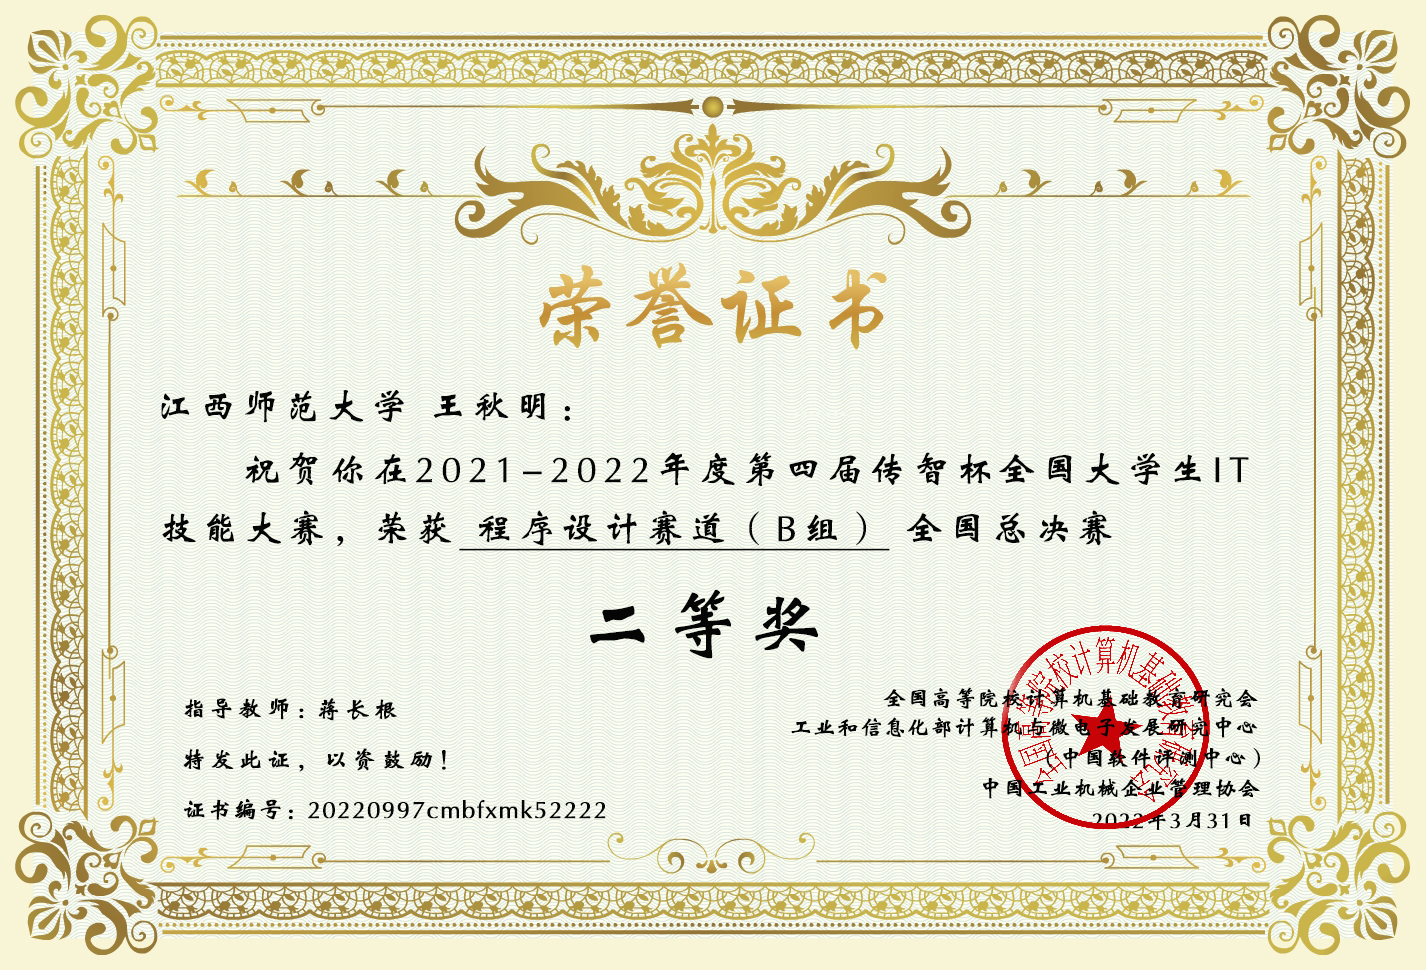 荣誉证书
江西师范大学 王秋明：
祝贺你在2021-2022年度第四届传智杯全国大学生IT
技能大赛，荣获 程序设计赛道（B组） 全国总决赛
二等奖
指导教师：蒋长根
特发此证，以资鼓励！
证书编号：20220997cmbfxmk52222
全国高等院校计算机基础教育研究会
工业和信息化部计算机与微电子发展研究中心
（中国软件评测中心）
中国工业机械企业管理协会
2022年3月31日
全国高等院校计算机基础教育研究会